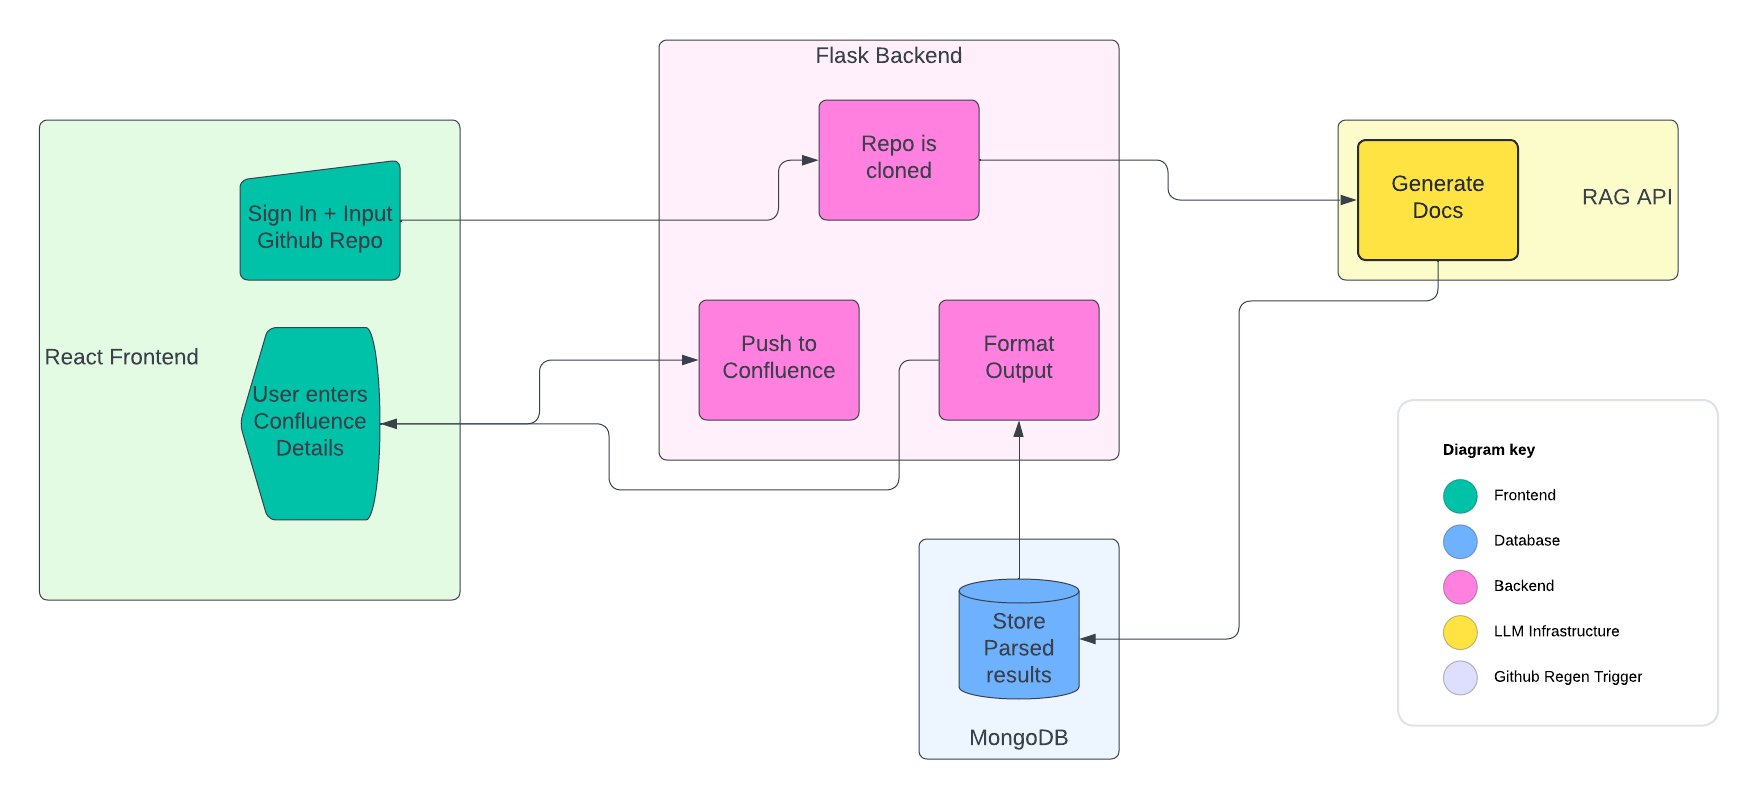 Flask Backend
Repo is
cloned
Sign In + Input
Github Repo
Generate
Docs
RAG API
React Frontend
User enters
Confluence
Details
Push to
Confluence
Format
Output
Store
Parsed
results
MongoDB
Diagram key
Frontend
Database
Backend
LLM Infrastructure
Github Regen Trigger